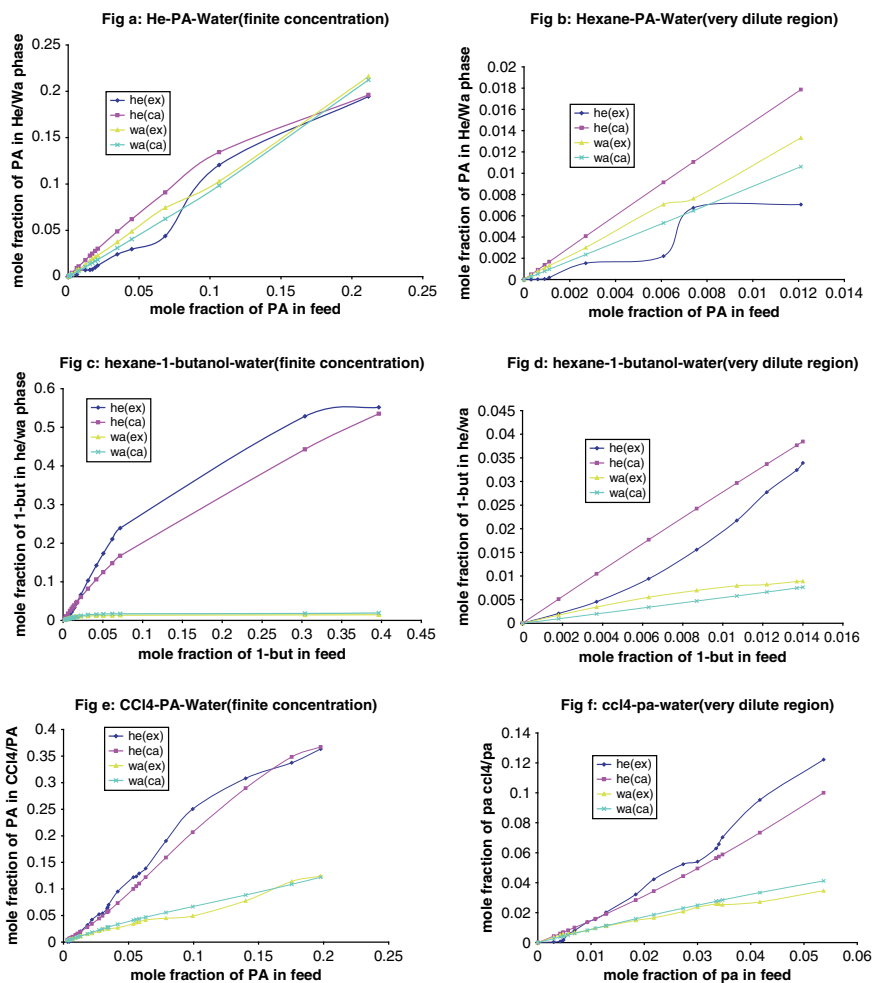 Fig a: He-PA-Water(finite concentration)
mole fraction of PA in He/Wa phase
0.25
0.2
0.15
0.1
0.05
0
he(ex)
he(ca)
wa(ex)
wa(ca)
0 0.05 0.1 0.15 0.2 0.25
mole fraction of PA in feed
Fig b: Hexane-PA-Water(very dilute region)
mole fraction of PA in He/Wa phase
0.02
0.018
0.016
0.014
0.012
0.01
0.008
0.006
0.004
0.002
0
he(ex)
he(ca)
wa(ex)
wa(ca)
0 0.002 0.004 0.006 0.008 0.01 0.012 0.014
mole fraction of PA in feed
Fig c: hexane-1-butanol-water(finite concentration)
mole fraction of 1-but in he/wa phase
0.6
0.5
0.4
0.3
0.2
0.1
0
he(ex)
he(ca)
wa(ex)
wa(ca)
0 0.05 0.1 0.15 0.2 0.25 0.3 0.35 0.4 0.45
mole fraction of 1-but in feed
Fig d: hexane-1-butanol-water(very dilute region)
mole fraction of 1-but in he/wa
0.045
0.04
0.035
0.03
0.025
0.02
0.015
0.01
0.005
0
he(ex)
he(ca)
wa(ex)
wa(ca)
0 0.002 0.004 0.006 0.008 0.01 0.012 0.014 0.016
mole fraction of 1-but in feed
Fig e: CCl4-PA-Water(finite concentration)
mole fraction of PA in CCl4/PA
0.4
0.35
0.3
0.25
0.2
0.15
0.1
0.05
0
he(ex)
he(ca)
wa(ex)
wa(ca)
0 0.05 0.1 0.15 0.2 0.25
mole fraction of PA in feed
Fig f: ccl4-pa-water(very dilute region)
mole fraction of pa ccl4/pa
0.14
0.12
0.1
0.08
0.06
0.04
0.02
0
he(ex)
he(ca)
wa(ex)
wa(ca)
0 0.01 0.02 0.03 0.04 0.05 0.06
mole fraction of pa in feed